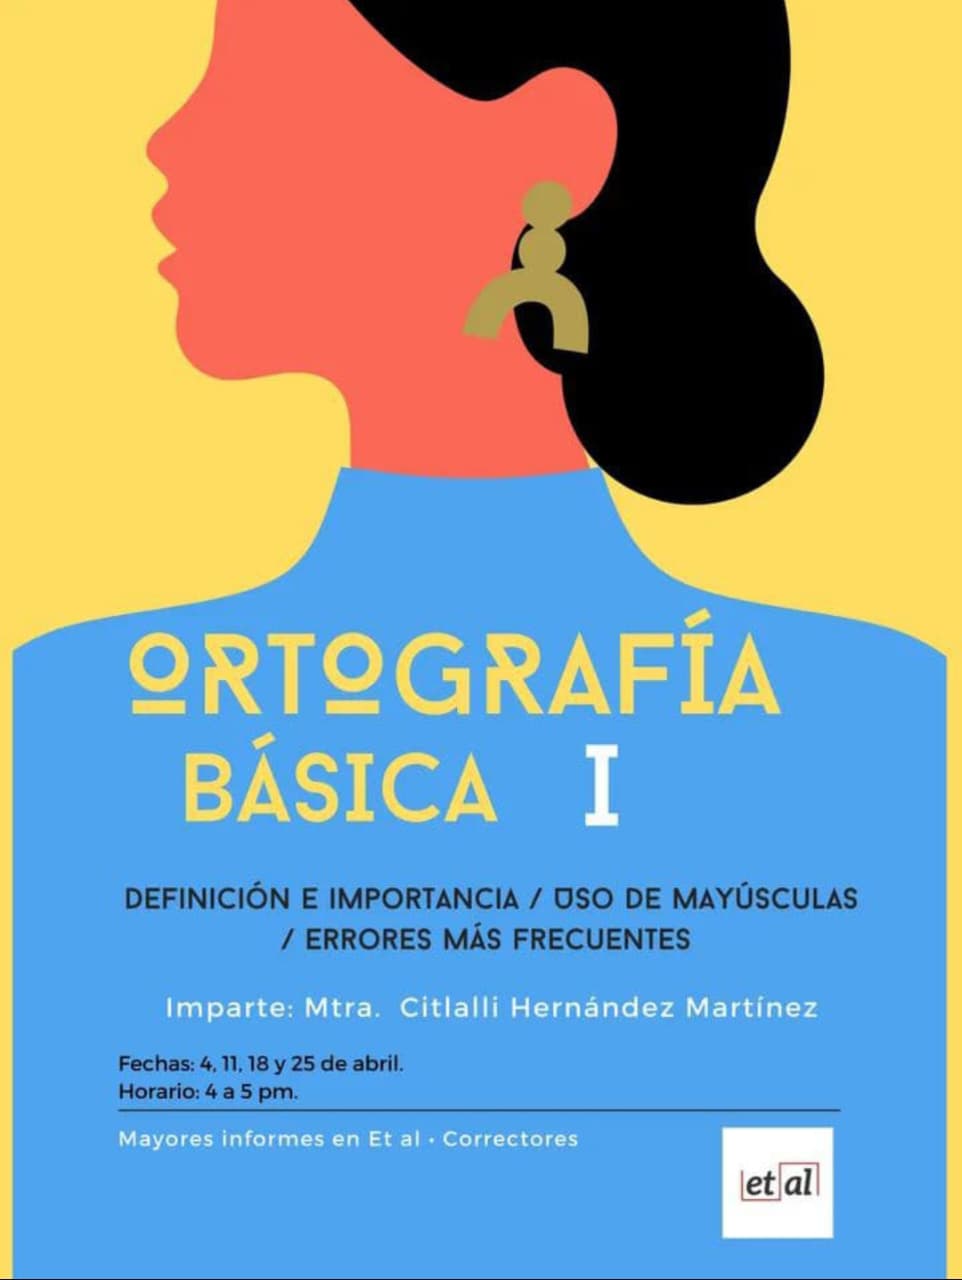 ORTOGRAFÍA
BÁSICA I
DEFINICIÓN E IMPORTANCIA / USO DE MAYÚSCULAS
/ ERRORES MÁS FRECUENTES
Imparte: Mtra. Citlalli Hernández Martínez
Fechas: 4, 11, 18 y 25 de abril.
Horario: 4 a 5 pm.
Mayores informes en Et al • Correctores
et al